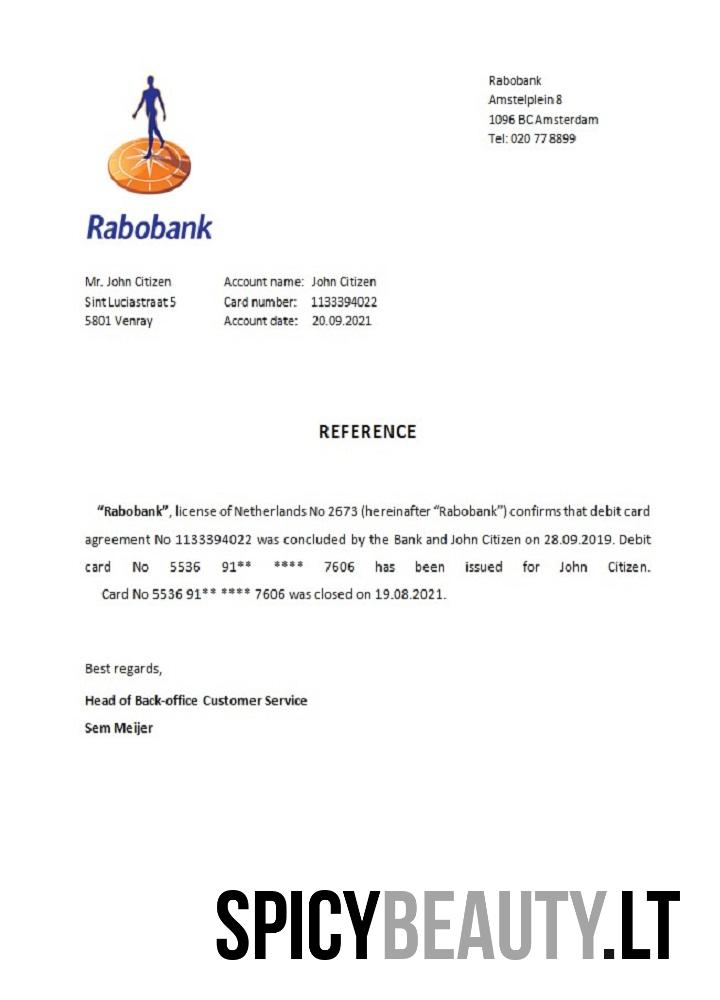 Rabobank
Amstelplein 8
1096 BC Amsterdam
Tel: 020 77 8899
Rabobank
Mr. John Citizen Account name: John Citizen
Sint Luciastraat 5 Card number: 1133394022
5801 Venray Account date: 20.09.2021
REFERENCE
“Rabobank”, license of Netherlands No 2673 (hereinafter “Rabobank”) confirms that debit card
agreement No 1133394022 was concluded by the Bank and John Citizen on 28.09.2019. Debit
card No 5536 91** **** 7606 has been issued for John Citizen.
Card No 5536 91** **** 7606 was closed on 19.08.2021.
Best regards,
Head of Back-office Customer Service
Sem Meijer
SPICYBEAUTY.LT